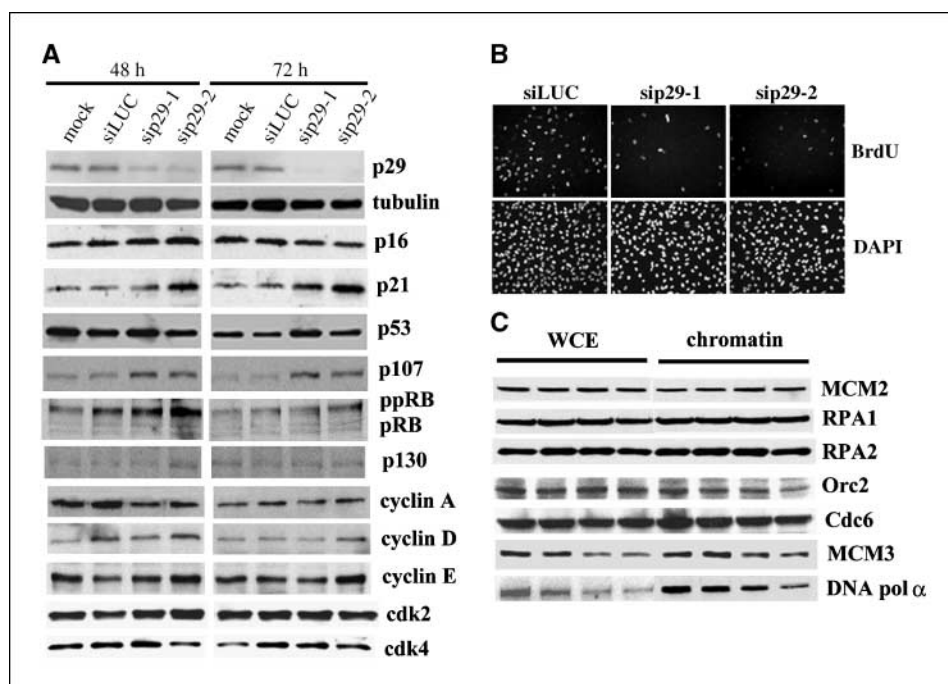 A
48 h
72 h
mock
siLUC
sip29-1
sip29-2
mock
siLUC
sip29-1
sip29-2
p29
tubulin
p16
p21
p53
p107
ppRB
pRB
p130
cyclin A
cyclin D
cyclin E
cdk2
cdk4
B
siLUC
sip29-1
sip29-2
BrdU
DAPI
C
WCE
chromatin
MCM2
RPA1
RPA2
Orc2
Cdc6
MCM3
DNA pol α